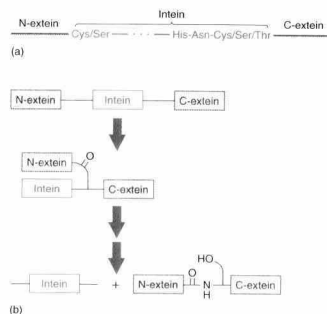 N-extein Intein C-extein
Cys/Ser — · · · — His-Asn-Cys/Ser/Thr
(a)
N-extein Intein C-extein
N-extein O
Intein C-extein
HO
O
Intein + N-extein N C-extein
H
(b)